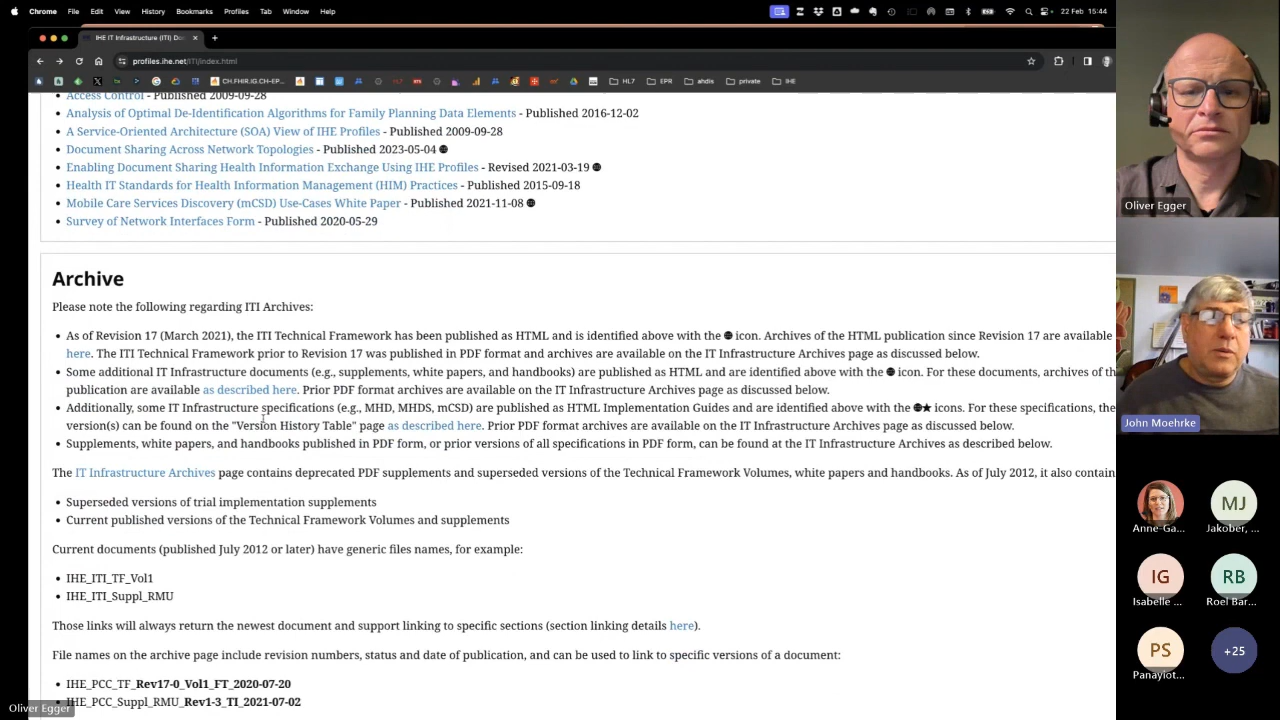 Chrome File Edit View History Bookmarks Profiles Tab Window Help 22 Feb 15:44
IHE IT Infrastructure (ITI) Do
profiles.ihe.net/ITI/index.html
CH.FHIR.IG.CH-EP... HL7 EPR ahdis private IHE
Access Control - Published 2009-09-28
Analysis of Optimal De-Identification Algorithms for Family Planning Data Elements - Published 2016-12-02
A Service-Oriented Architecture (SOA) View of IHE Profiles - Published 2009-09-28
Document Sharing Across Network Topologies - Published 2023-05-04
Enabling Document Sharing Health Information Exchange Using IHE Profiles - Revised 2021-03-19
Health IT Standards for Health Information Management (HIM) Practices - Published 2015-09-18
Mobile Care Services Discovery (mCSD) Use-Cases White Paper - Published 2021-11-08
Survey of Network Interfaces Form - Published 2020-05-29
Archive
Please note the following regarding ITI Archives:
As of Revision 17 (March 2021), the ITI Technical Framework has been published as HTML and is identified above with the icon. Archives of the HTML publication since Revision 17 are available
here. The ITI Technical Framework prior to Revision 17 was published in PDF format and archives are available on the IT Infrastructure Archives page as discussed below.
Some additional IT Infrastructure documents (e.g., supplements, white papers, and handbooks) are published as HTML and are identified above with the icon. For these documents, archives of th
publication are available as described here. Prior PDF format archives are available on the IT Infrastructure Archives page as discussed below.
Additionally, some IT Infrastructure specifications (e.g., MHD, MHDS, mCSD) are published as HTML Implementation Guides and are identified above with the ★ icons. For these specifications, the
version(s) can be found on the "Version History Table" page as described here. Prior PDF format archives are available on the IT Infrastructure Archives page as discussed below.
Supplements, white papers, and handbooks published in PDF form, or prior versions of all specifications in PDF form, can be found at the IT Infrastructure Archives as described below.
The IT Infrastructure Archives page contains deprecated PDF supplements and superseded versions of the Technical Framework Volumes, white papers and handbooks. As of July 2012, it also contain
Superseded versions of trial implementation supplements
Current published versions of the Technical Framework Volumes and supplements
Current documents (published July 2012 or later) have generic files names, for example:
IHE_ITI_TF_Vol1
IHE_ITI_Suppl_RMU
Those links will always return the newest document and support linking to specific sections (section linking details here).
File names on the archive page include revision numbers, status and date of publication, and can be used to link to specific versions of a document:
IHE_PCC_TF_Rev17-0_Vol1_FT_2020-07-20
IHE_PCC_Suppl_RMU_Rev1-3_TI_2021-07-02
Oliver Egger
Oliver Egger
John Moehrke
Anne-Ga...
MJ
Jakober, ...
IG
Isabelle ...
RB
Roel Bar...
PS
Panayiot...
+25